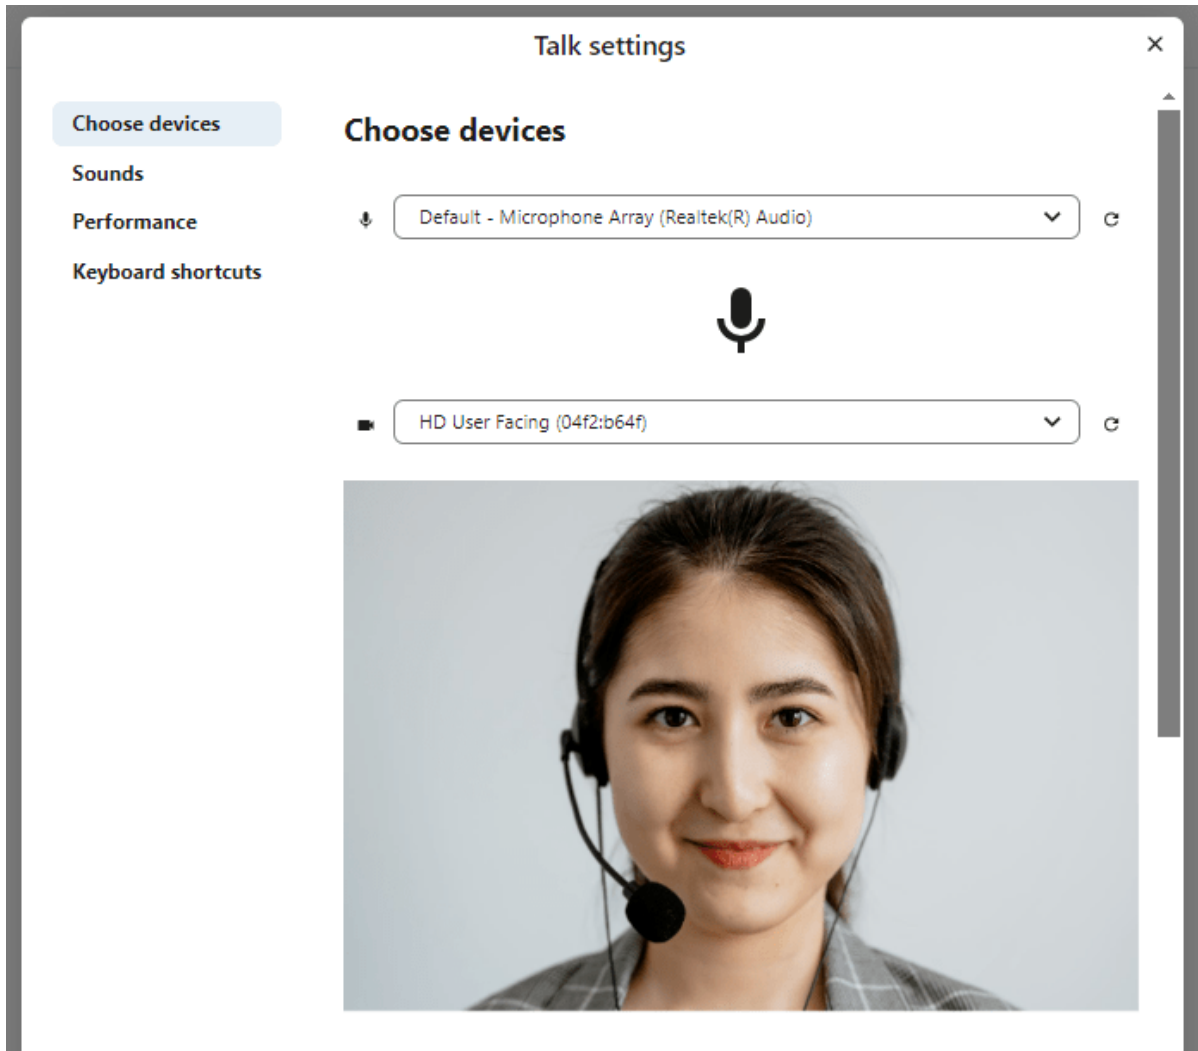 Talk settings
Choose devices
Sounds
Performance
Keyboard shortcuts
Choose devices
Default - Microphone Array (Realtek(R) Audio)
HD User Facing (04f2:b64f)